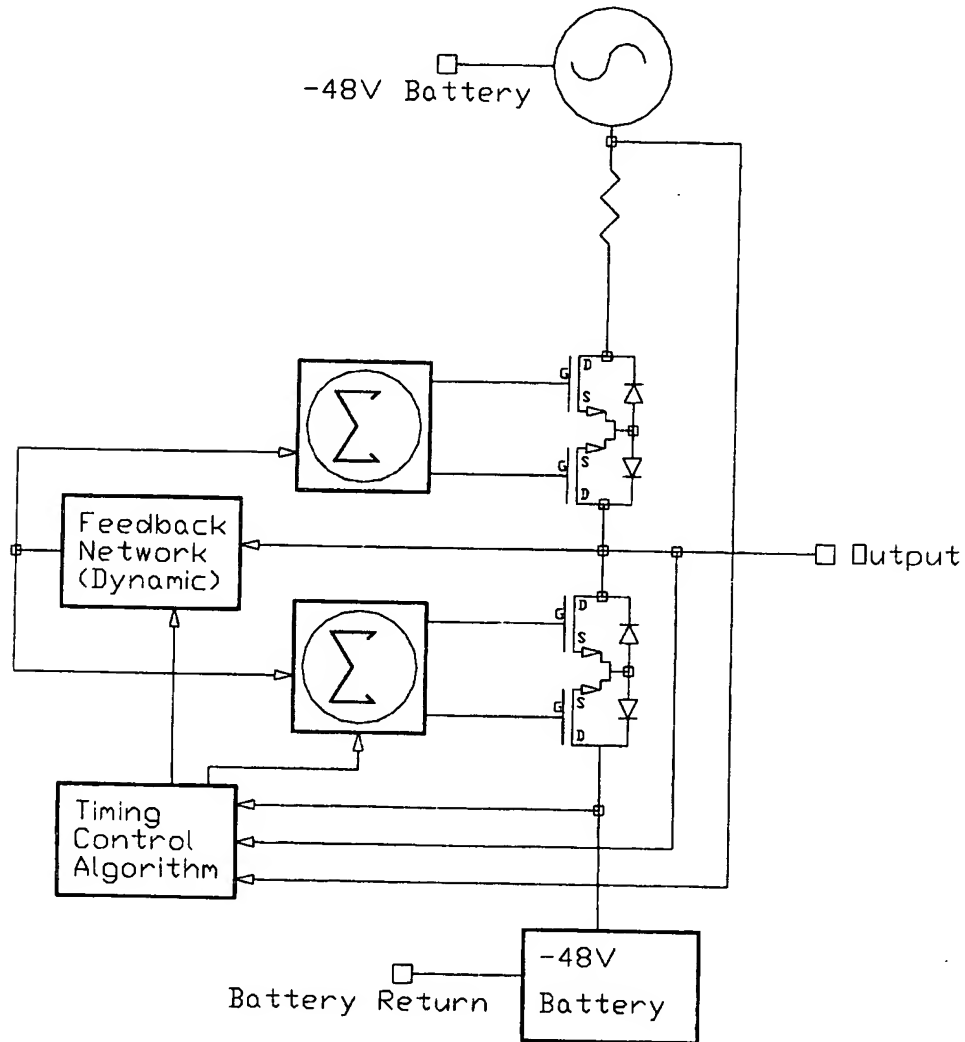 -48V Battery
D
G
S
S
G
D
Feedback
Network
(Dynamic)
Output
D
G
S
S
G
D
Timing
Control
Algorithm
-48V
Battery
Battery Return